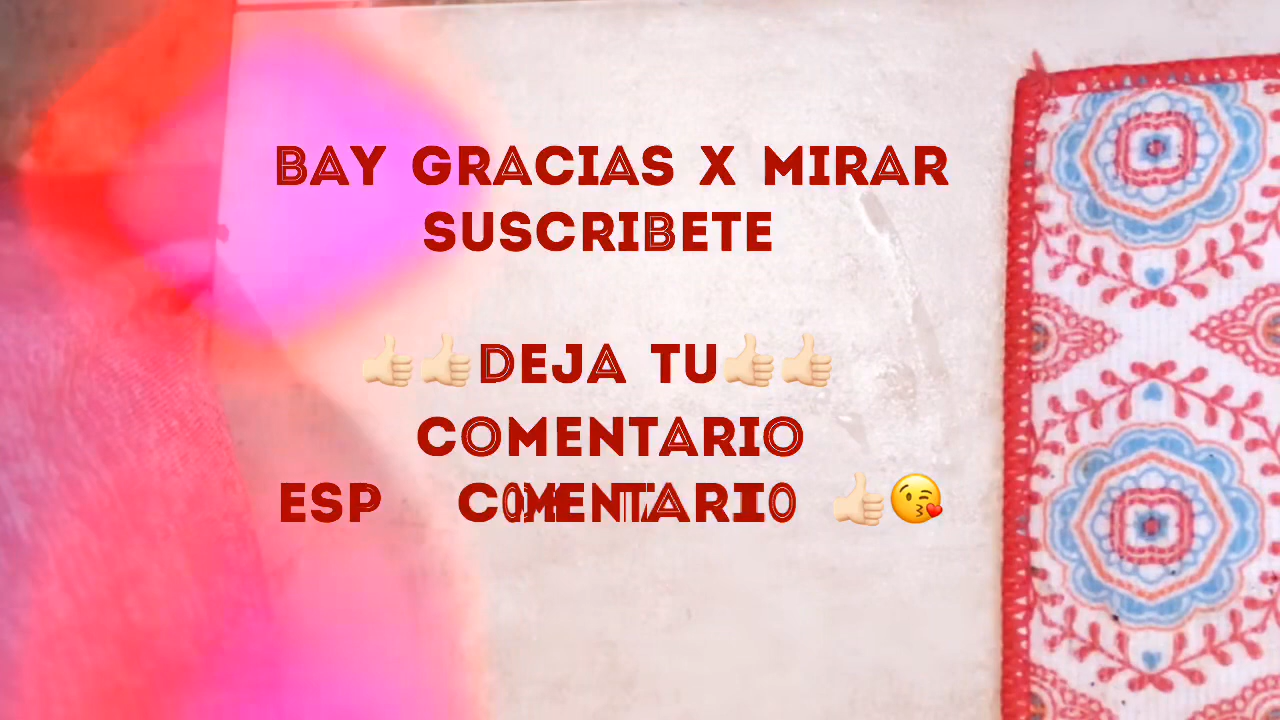 BAY GRACIAS X MIRAR
SUSCRIBETE
👍🏻👍🏻DEJA TU👍🏻👍🏻
COMENTARIO
ESP COMENTARIO 👍🏻😘